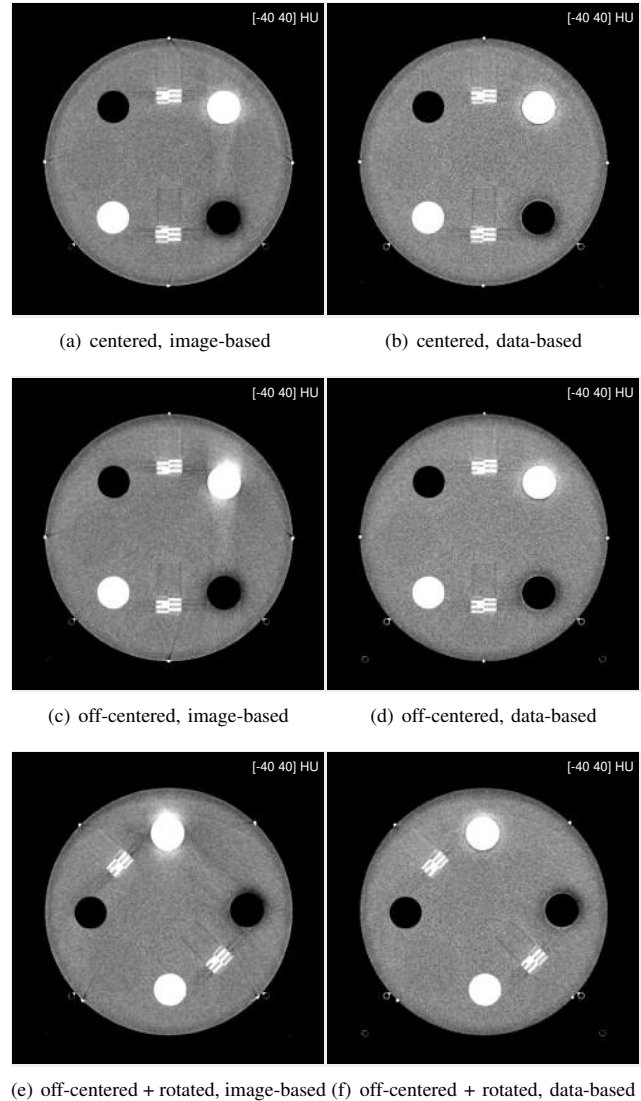 [-40 40] HU
[-40 40] HU
(a) centered, image-based
(b) centered, data-based
[-40 40] HU
[-40 40] HU
(c) off-centered, image-based
(d) off-centered, data-based
[-40 40] HU
[-40 40] HU
(e) off-centered + rotated, image-based
(f) off-centered + rotated, data-based